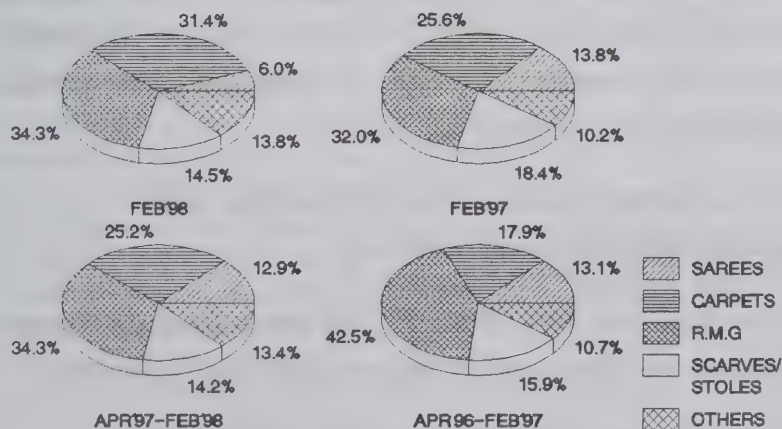 31.4%
6.0%
34.3%
13.8%
14.5%
FEB'98
25.6%
13.8%
32.0%
10.2%
18.4%
FEB'97
25.2%
12.9%
34.3%
13.4%
14.2%
APR'97-FEB'98
17.9%
13.1%
42.5%
10.7%
15.9%
APR96-FEB'97
SAREES
CARPETS
R.M.G
SCARVES/
STOLES
OTHERS